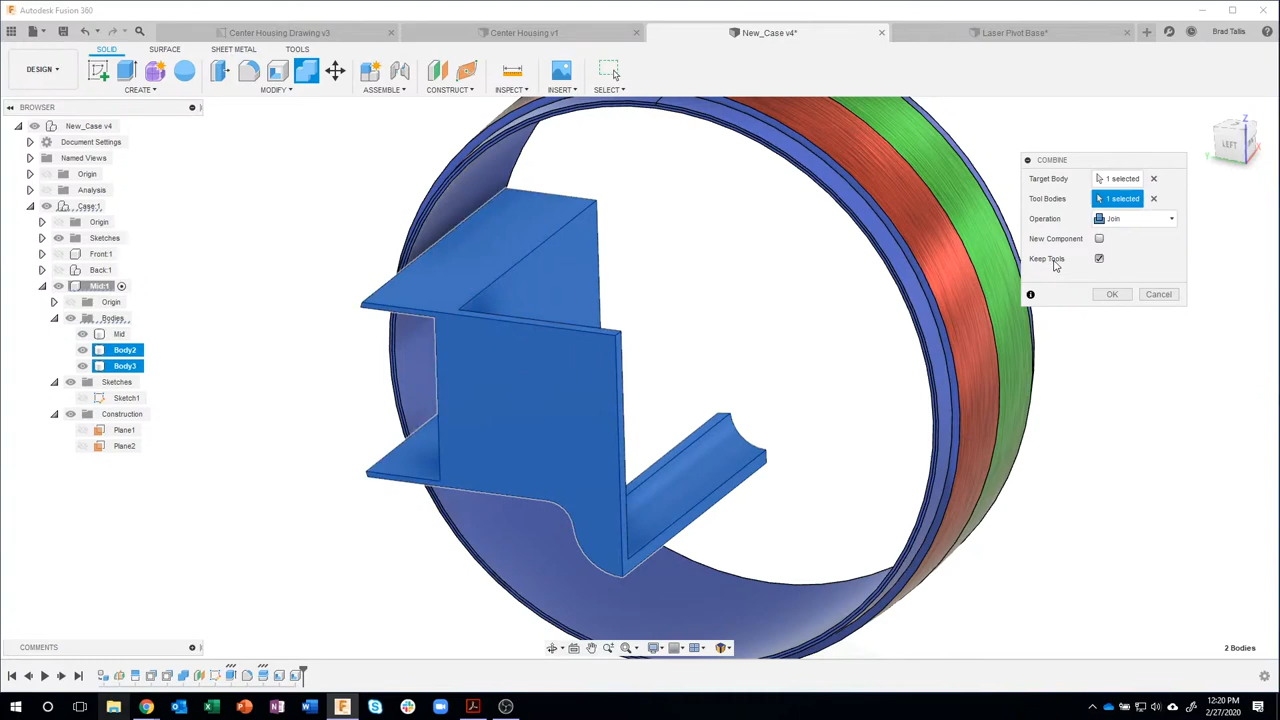 Autodesk Fusion 360
Center Housing Drawing v3
Center Housing v1
New_Case v4*
Laser Pivot Base*
Brad Tallis
SOLID
SURFACE
SHEET METAL
TOOLS
DESIGN
CREATE
MODIFY
ASSEMBLE
CONSTRUCT
INSPECT
INSERT
SELECT
BROWSER
New_Case v4
Document Settings
Named Views
Origin
Analysis
Case:1
Origin
Sketches
Front:1
Back:1
Mid:1
Origin
Bodies
Mid
Body2
Body3
Sketches
Sketch1
Construction
Plane1
Plane2
Z
Y
X
LEFT
COMBINE
Target Body 1 selected
Tool Bodies 1 selected
Operation Join
New Component
Keep Tools
OK Cancel
COMMENTS
2 Bodies
12:20 PM
2/27/2020